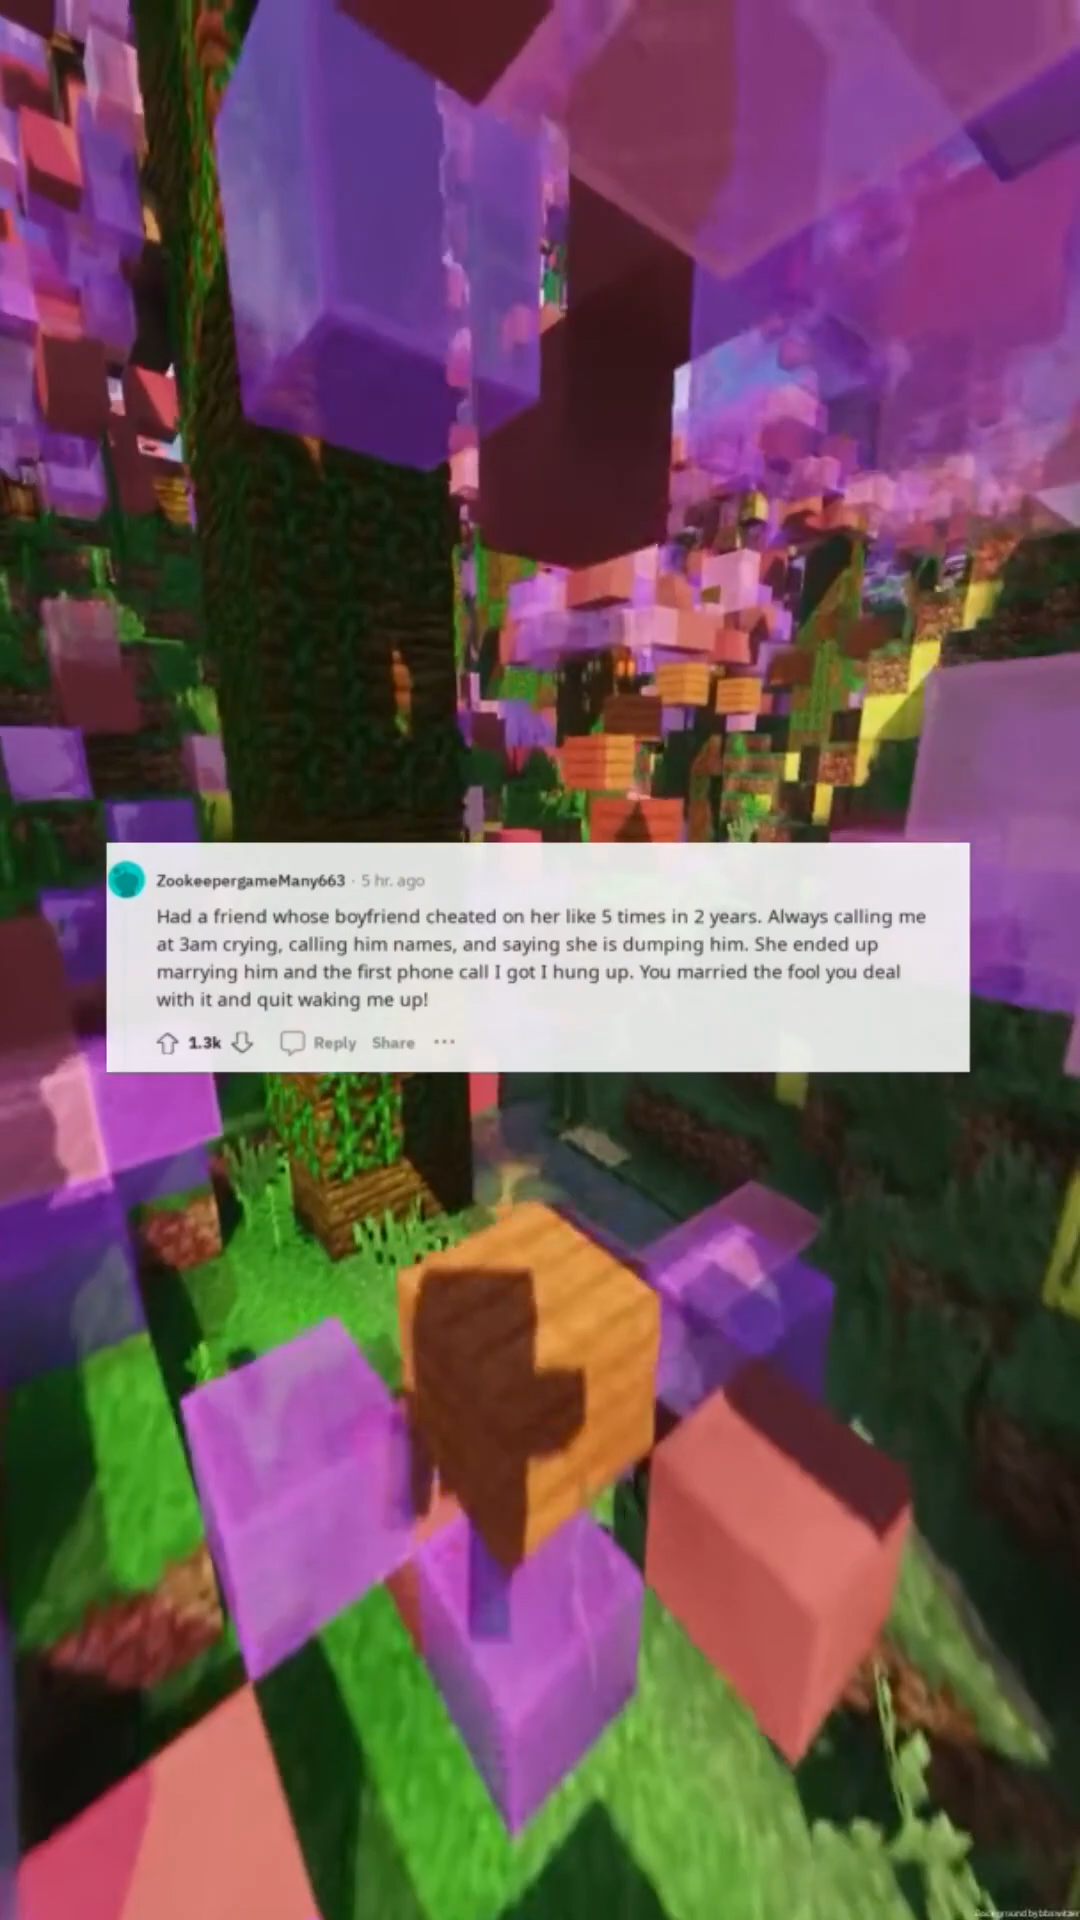 ZookeepergameMany663 · 5 hr. ago
Had a friend whose boyfriend cheated on her like 5 times in 2 years. Always calling me
at 3am crying, calling him names, and saying she is dumping him. She ended up
marrying him and the first phone call I got I hung up. You married the fool you deal
with it and quit waking me up!
1.3k Reply Share ···